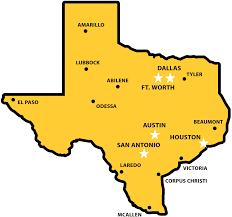 AMARILLO
LUBBOCK
DALLAS
TYLER
ABILENE
FT. WORTH
EL PASO
ODESSA
BEAUMONT
AUSTIN
HOUSTON
SAN ANTONIO
LAREDO
VICTORIA
CORPUS CHRISTI
MCALLEN